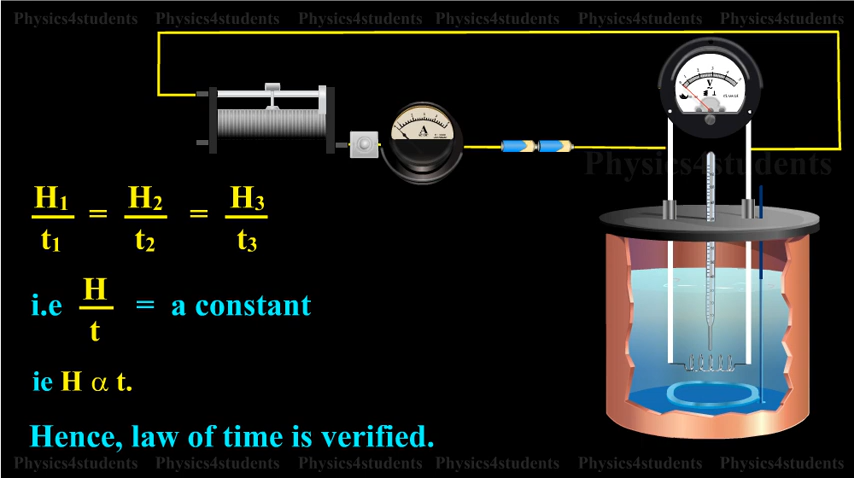 Physics4students Physics4students Physics4students Physics4students Physics4students Physics4students
V
A
Physics4students
H₁/t₁ = H₂/t₂ = H₃/t₃
i.e H/t = a constant
ie H α t.
Hence, law of time is verified.
Physics4students Physics4students Physics4students Physics4students Physics4students Physics4students